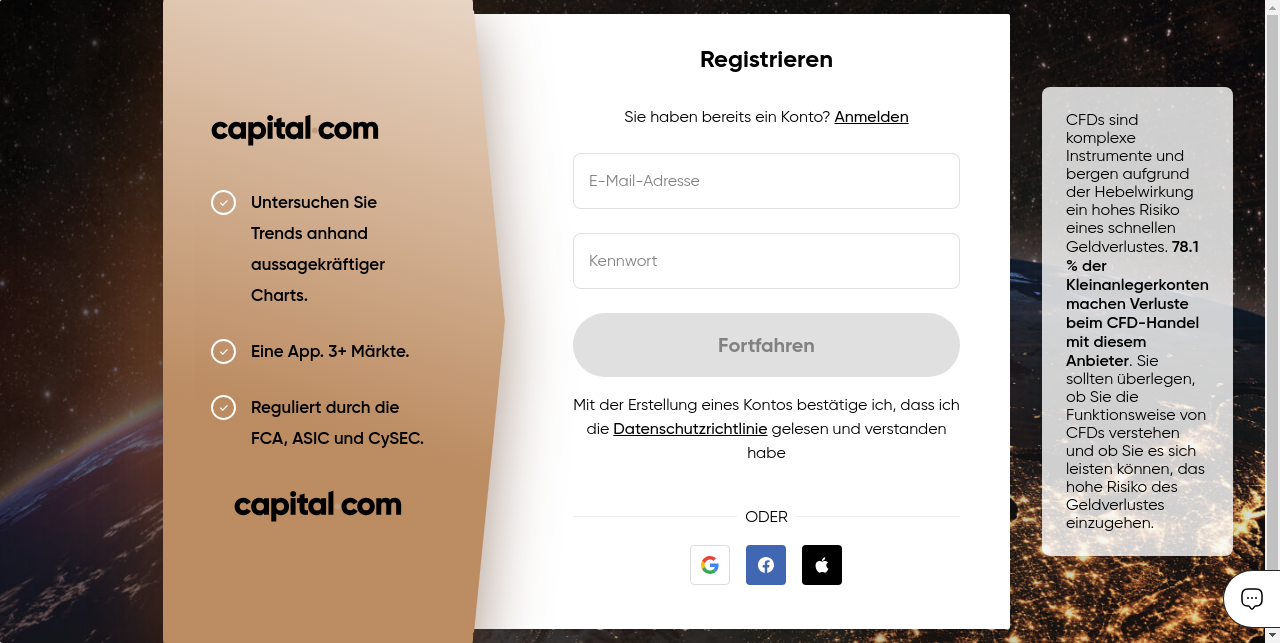 capital com
Untersuchen Sie
Trends anhand
aussagekräftiger
Charts.
Eine App. 3+ Märkte.
Reguliert durch die
FCA, ASIC und CySEC.
capital com
Registrieren
Sie haben bereits ein Konto? Anmelden
E-Mail-Adresse
Kennwort
Fortfahren
Mit der Erstellung eines Kontos bestätige ich, dass ich
die Datenschutzrichtlinie gelesen und verstanden
habe
ODER
CFDs sind
komplexe
Instrumente und
bergen aufgrund
der Hebelwirkung
ein hohes Risiko
eines schnellen
Geldverlustes. 78.1
% der
Kleinanlegerkonten
machen Verluste
beim CFD-Handel
mit diesem
Anbieter. Sie
sollten überlegen,
ob Sie die
Funktionsweise von
CFDs verstehen
und ob Sie es sich
leisten können, das
hohe Risiko des
Geldverlustes
einzugehen.